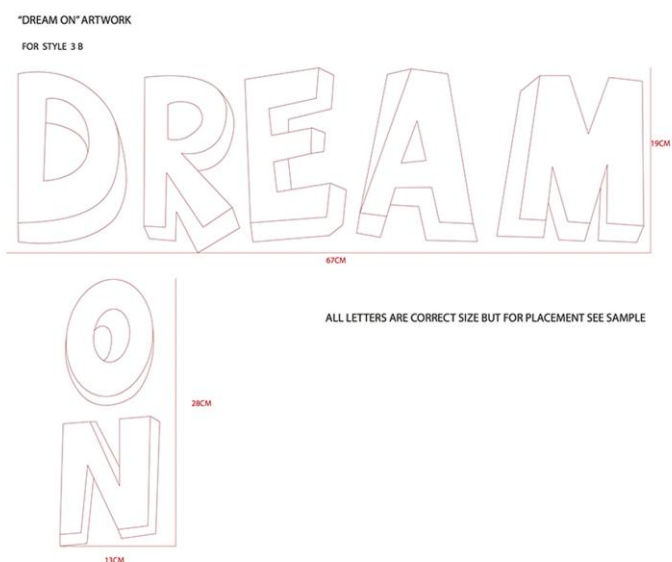 "DREAM ON" ARTWORK
FOR STYLE 3 B
DREAM
19CM
67CM
ALL LETTERS ARE CORRECT SIZE BUT FOR PLACEMENT SEE SAMPLE
O
28CM
N
13CM